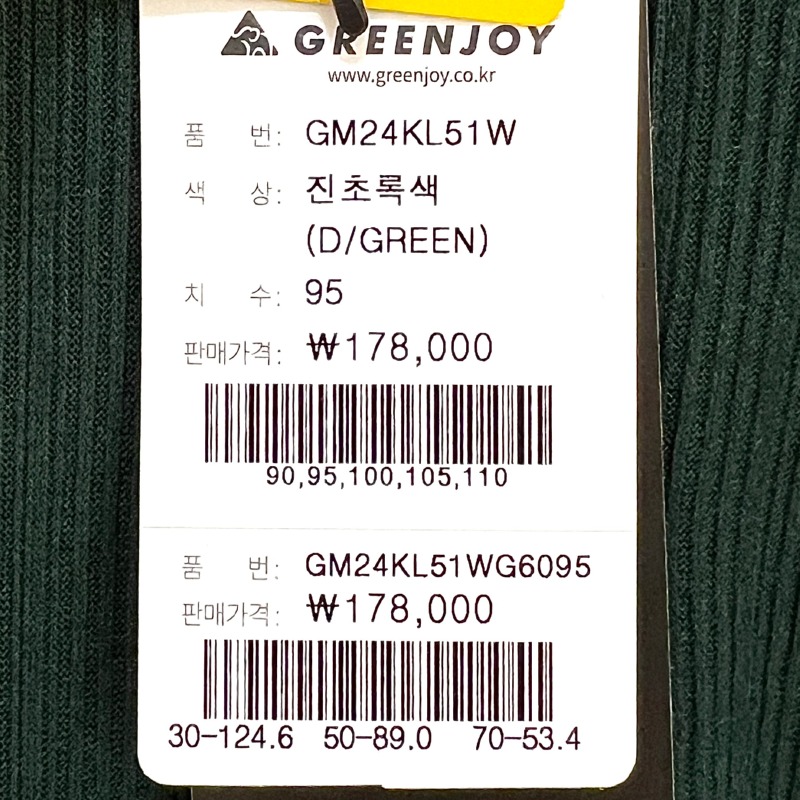 GREENJOY
www.greenjoy.co.kr
품 번: GM24KL51W
색 상: 진초록색
(D/GREEN)
치 수: 95
판매가격: ₩178,000
90,95,100,105,110
품 번: GM24KL51WG6095
판매가격: ₩178,000
30-124.6 50-89.0 70-53.4